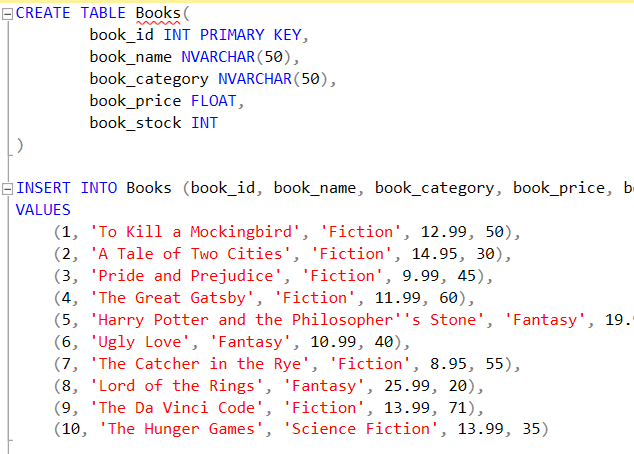 CREATE TABLE Books(
book_id INT PRIMARY KEY,
book_name NVARCHAR(50),
book_category NVARCHAR(50),
book_price FLOAT,
book_stock INT
)
INSERT INTO Books (book_id, book_name, book_category, book_price, b
VALUES
(1, 'To Kill a Mockingbird', 'Fiction', 12.99, 50),
(2, 'A Tale of Two Cities', 'Fiction', 14.95, 30),
(3, 'Pride and Prejudice', 'Fiction', 9.99, 45),
(4, 'The Great Gatsby', 'Fiction', 11.99, 60),
(5, 'Harry Potter and the Philosopher''s Stone', 'Fantasy', 19.
(6, 'Ugly Love', 'Fantasy', 10.99, 40),
(7, 'The Catcher in the Rye', 'Fiction', 8.95, 55),
(8, 'Lord of the Rings', 'Fantasy', 25.99, 20),
(9, 'The Da Vinci Code', 'Fiction', 13.99, 71),
(10, 'The Hunger Games', 'Science Fiction', 13.99, 35)